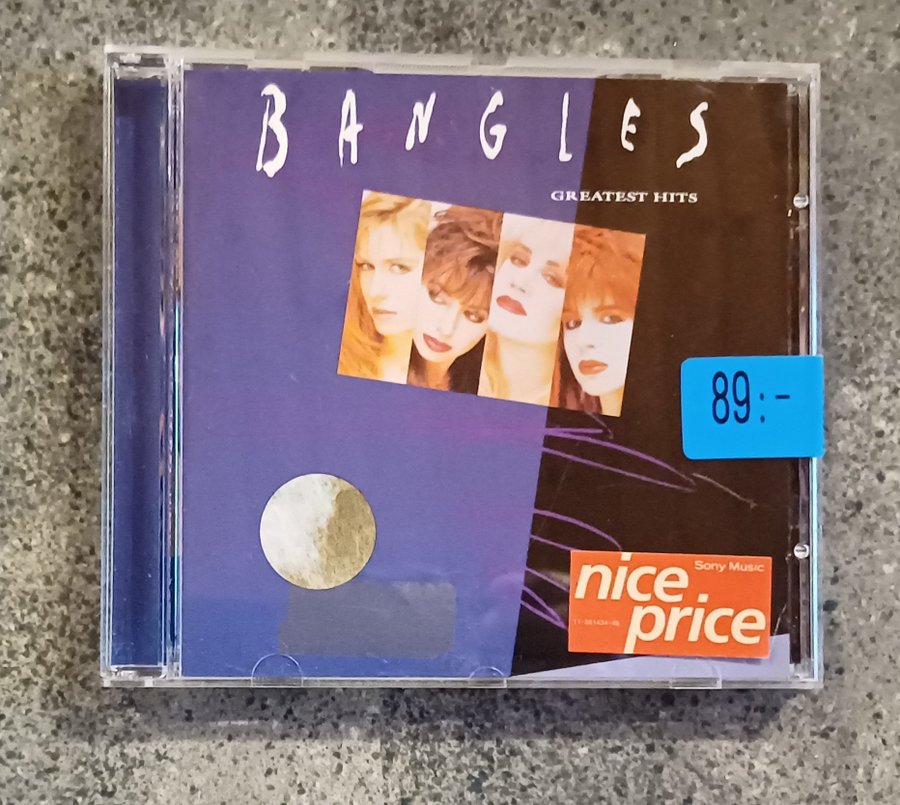 BANGLES
GREATEST HITS
89:-
Sony Music
nice
price